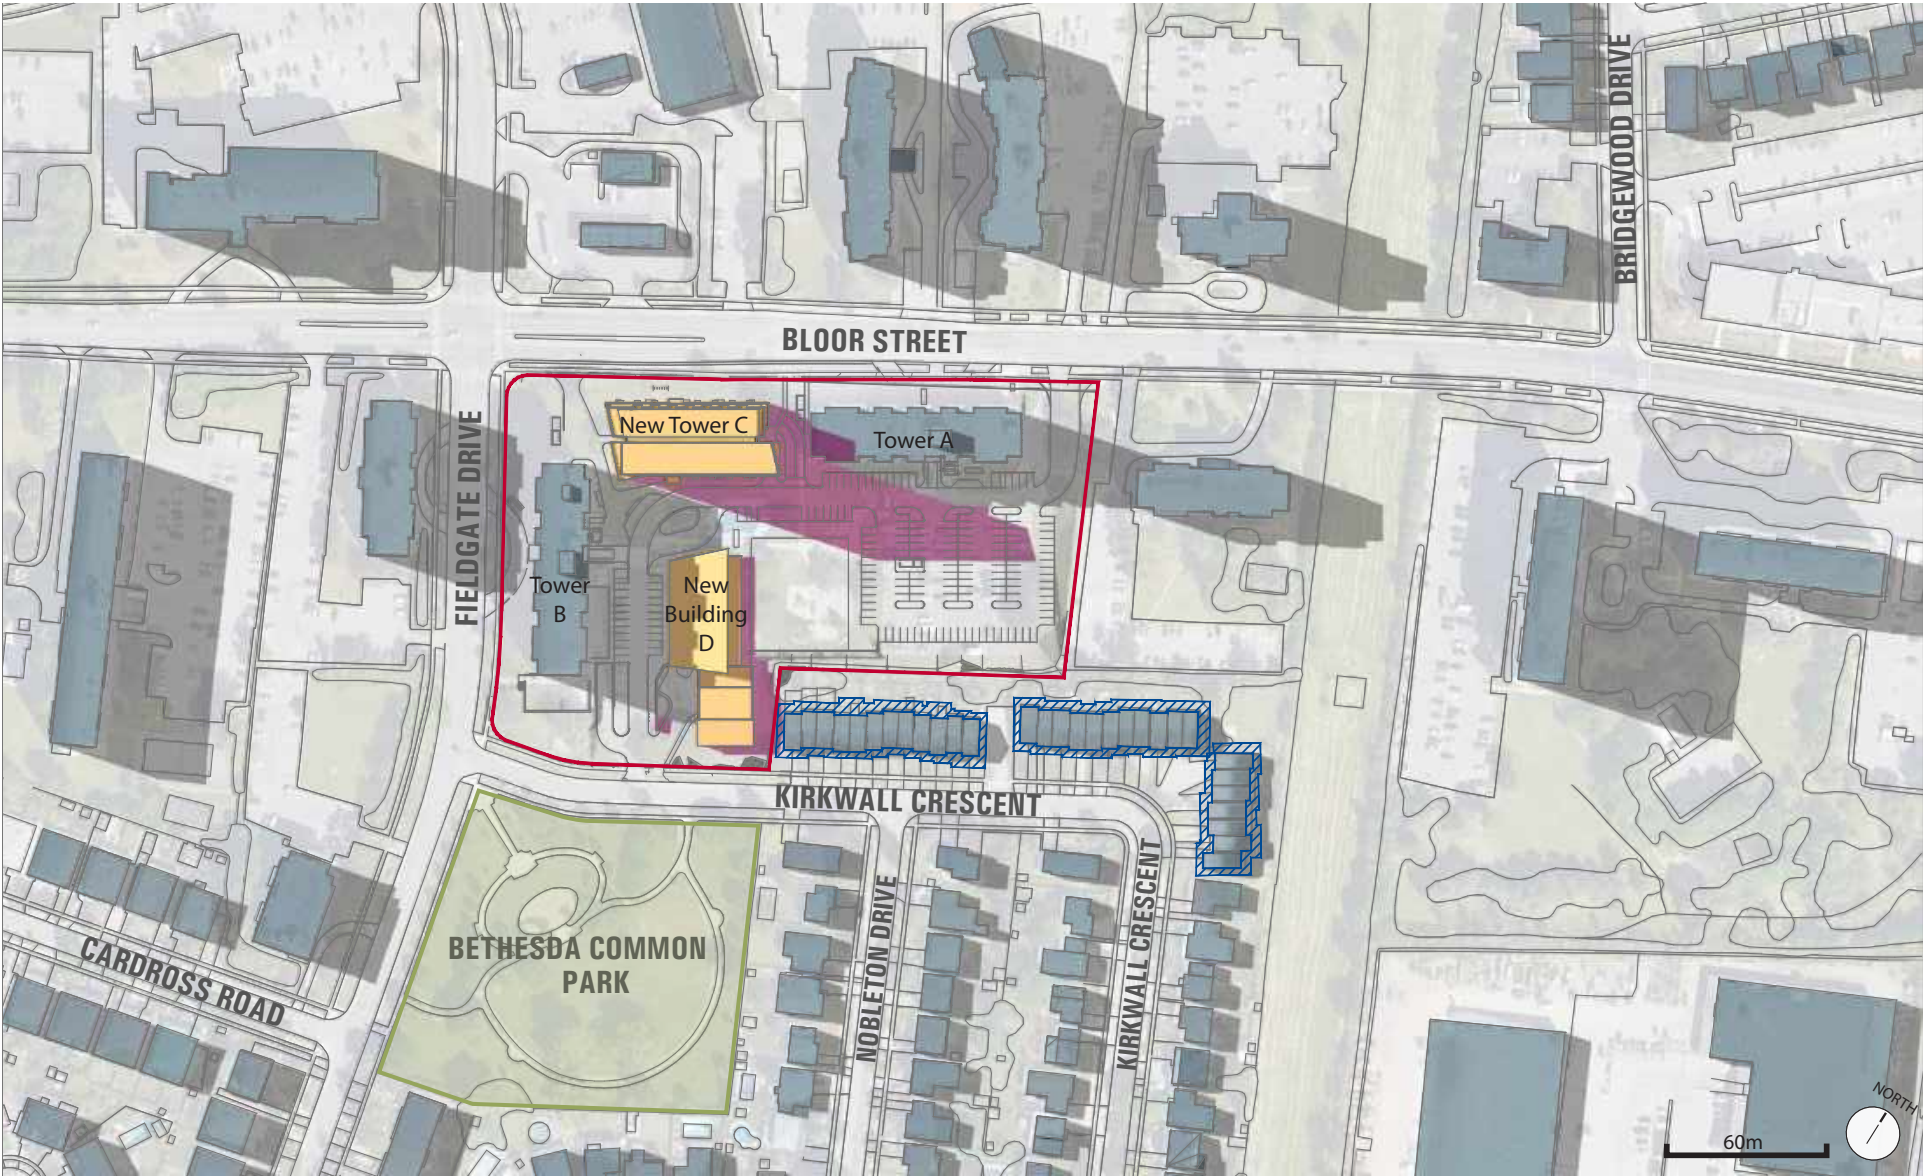 BRIDGEWOOD DRIVE
BLOOR STREET
FIELDGATE DRIVE
New Tower C
Tower A
Tower
B
New
Building
D
KIRKWALL CRESCENT
KIRKWALL CRESCENT
NOBLETON DRIVE
BETHESDA COMMON
PARK
CARDROSS ROAD
NORTH
60m